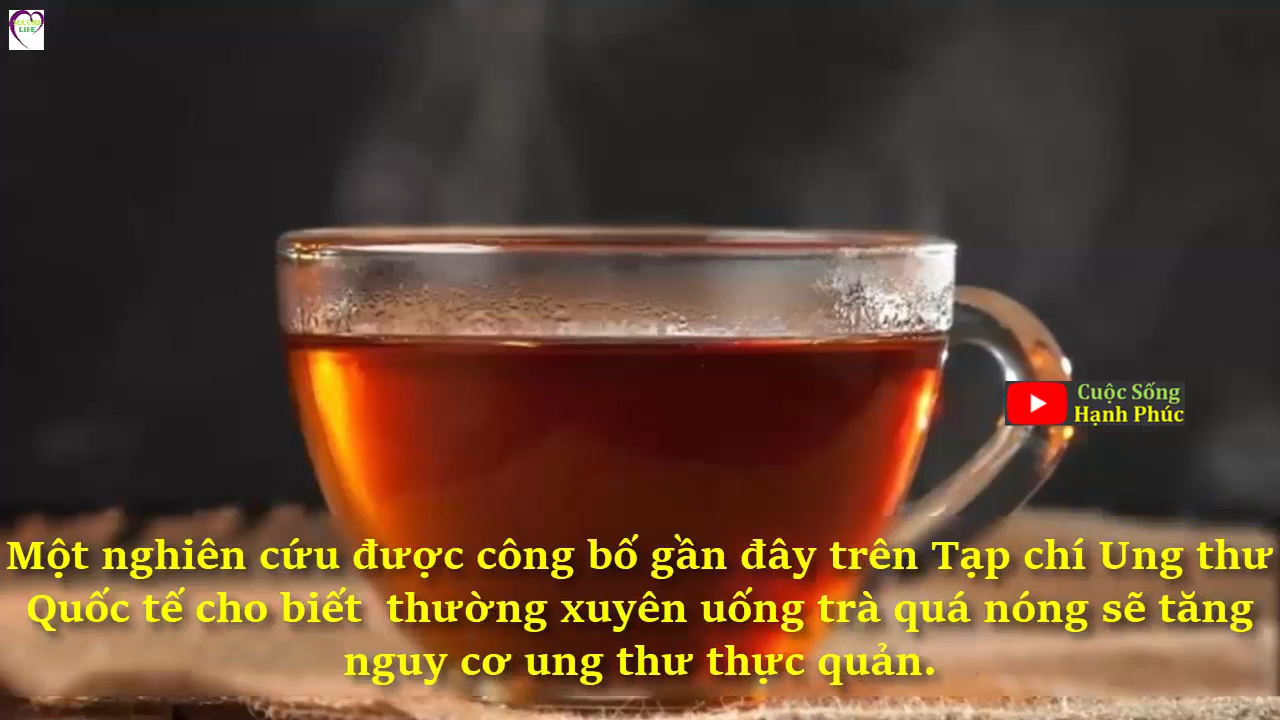 LIFE
Cuộc Sống
Hạnh Phúc
Một nghiên cứu được công bố gần đây trên Tạp chí Ung thư
Quốc tế cho biết  thường xuyên uống trà quá nóng sẽ tăng
nguy cơ ung thư thực quản.